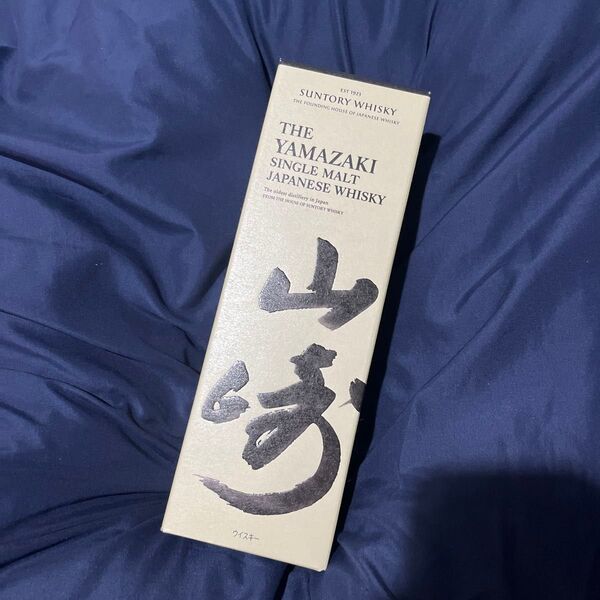 EST 1923
SUNTORY WHISKY
THE FOUNDING HOUSE OF JAPANESE WHISKY
THE
YAMAZAKI
SINGLE MALT
JAPANESE WHISKY
The oldest distillery in Japan
FROM THE HOUSE OF SUNTORY WHISKY
山
崎
ウイスキー